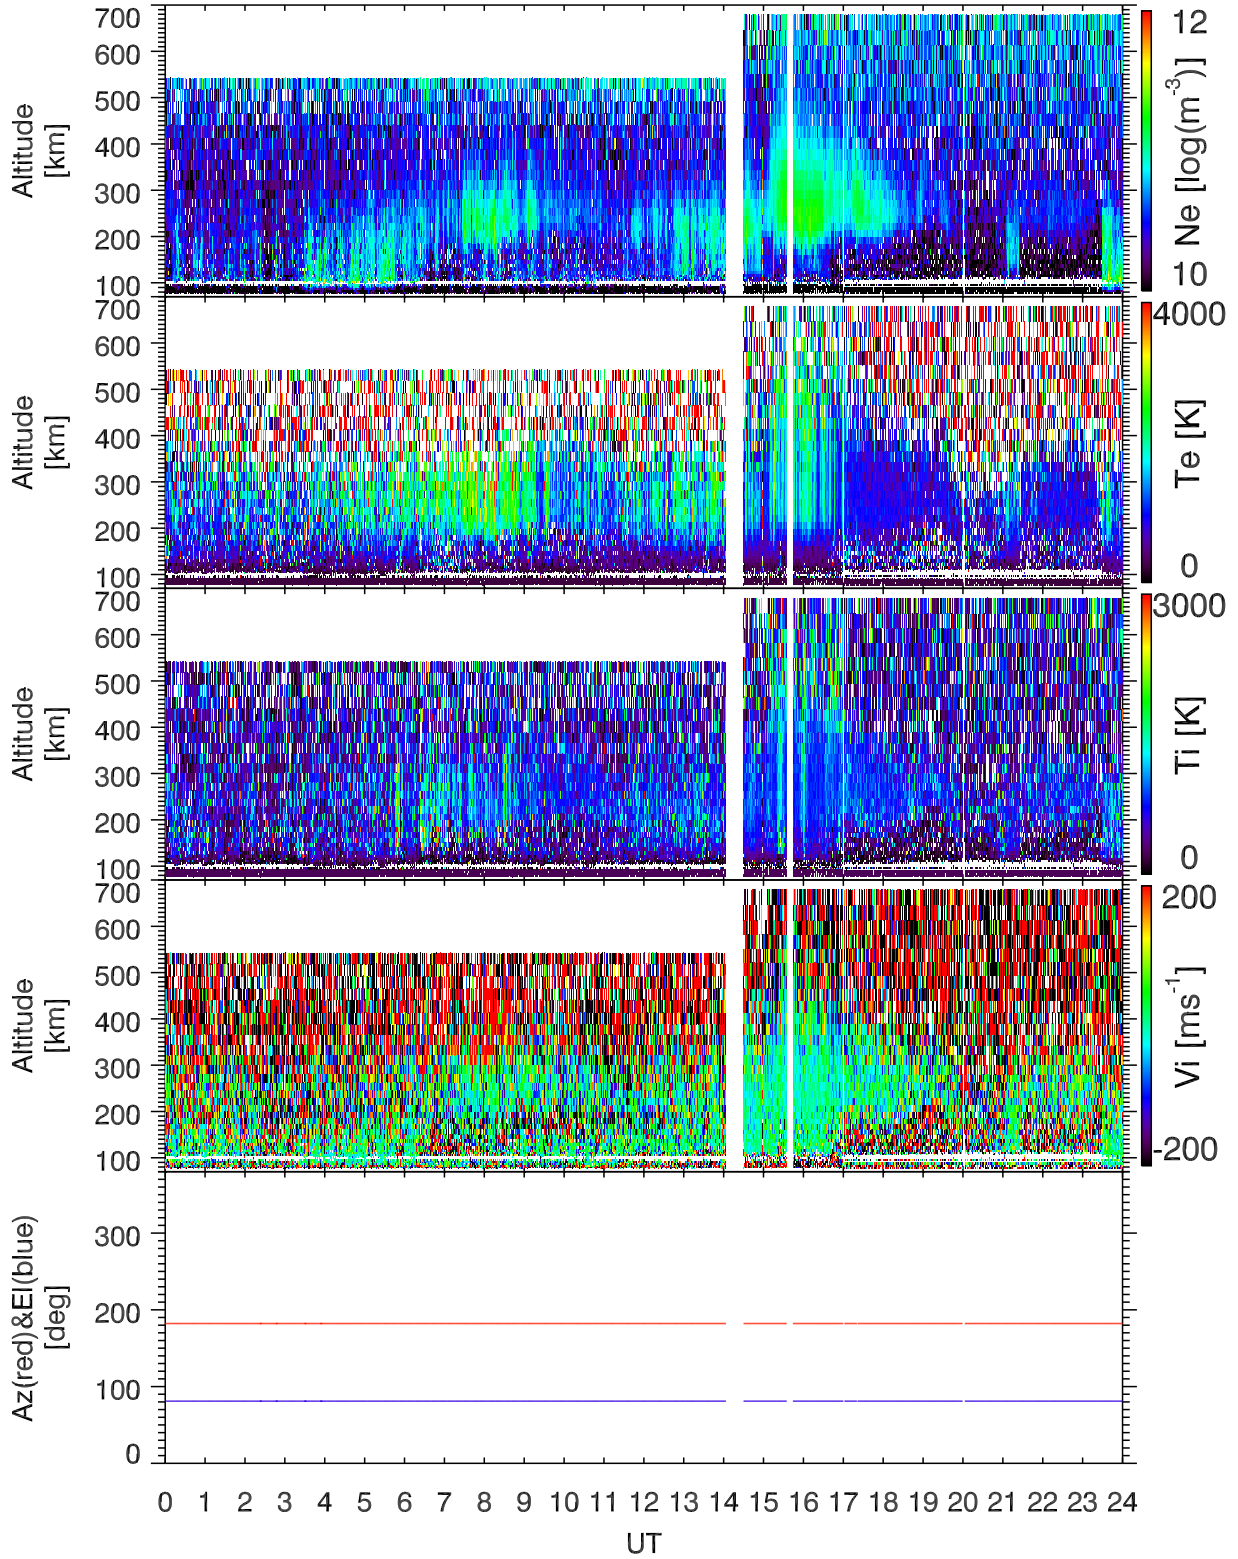 700
600
500
400
300
200
100
Altitude
[km]
12
Ne [log(m⁻³)]
10
700
600
500
400
300
200
100
Altitude
[km]
4000
Te [K]
0
700
600
500
400
300
200
100
Altitude
[km]
3000
Ti [K]
0
700
600
500
400
300
200
100
Altitude
[km]
200
Vi [ms⁻¹]
-200
300
200
100
0
Az(red)&El(blue)
[deg]
0 1 2 3 4 5 6 7 8 9 10 11 12 13 14 15 16 17 18 19 20 21 22 23 24
UT